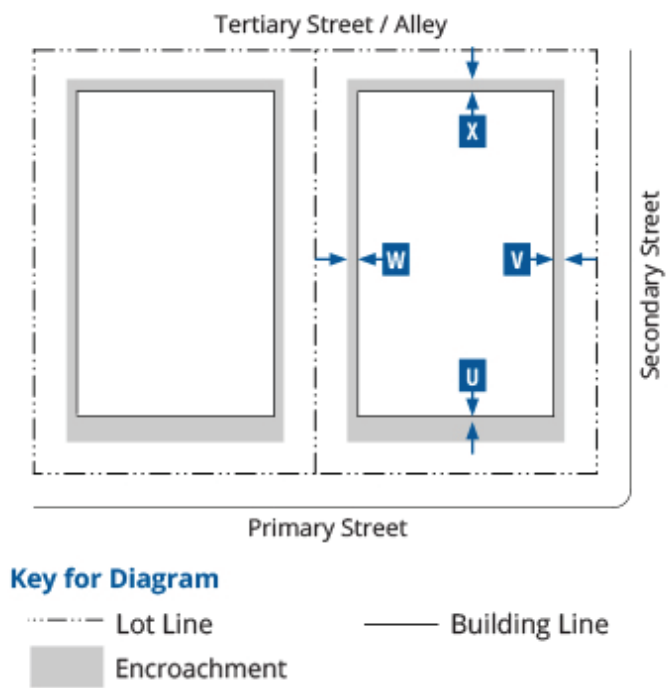 Tertiary Street / Alley
X
W
V
Secondary Street
U
Primary Street
Key for Diagram
Lot Line
Building Line
Encroachment